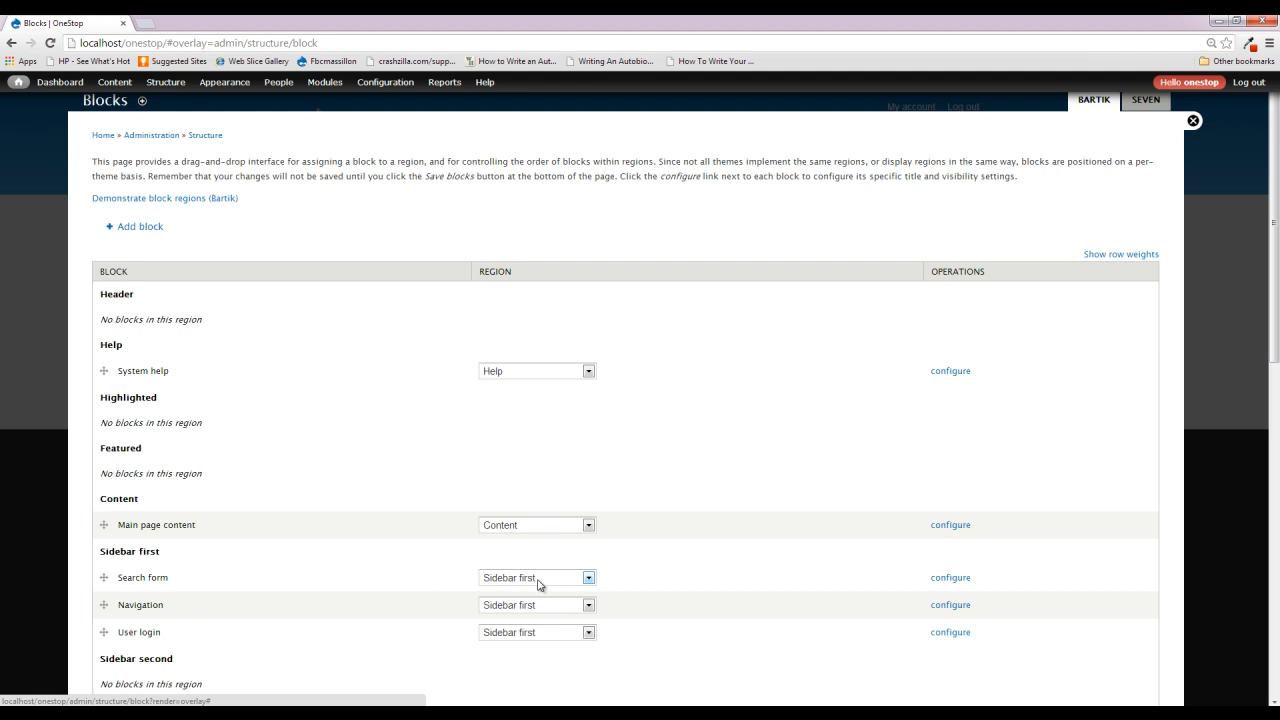 Blocks | OneStop
localhost/onestop/#overlay=admin/structure/block
Apps HP - See What's Hot Suggested Sites Web Slice Gallery Fbcmassillon crashzilla.com/supp... How to Write an Aut... Writing An Autobio... How To Write Your ... Other bookmarks
Dashboard Content Structure Appearance People Modules Configuration Reports Help Hello onestop Log out
Blocks My account Log out BARTIK SEVEN
Home » Administration » Structure
This page provides a drag-and-drop interface for assigning a block to a region, and for controlling the order of blocks within regions. Since not all themes implement the same regions, or display regions in the same way, blocks are positioned on a per-
theme basis. Remember that your changes will not be saved until you click the Save blocks button at the bottom of the page. Click the configure link next to each block to configure its specific title and visibility settings.
Demonstrate block regions (Bartik)
+ Add block
Show row weights
BLOCK REGION OPERATIONS
Header
No blocks in this region
Help
System help Help configure
Highlighted
No blocks in this region
Featured
No blocks in this region
Content
Main page content Content configure
Sidebar first
Search form Sidebar first configure
Navigation Sidebar first configure
User login Sidebar first configure
Sidebar second
No blocks in this region
localhost/onestop/admin/structure/block?render=overlay#